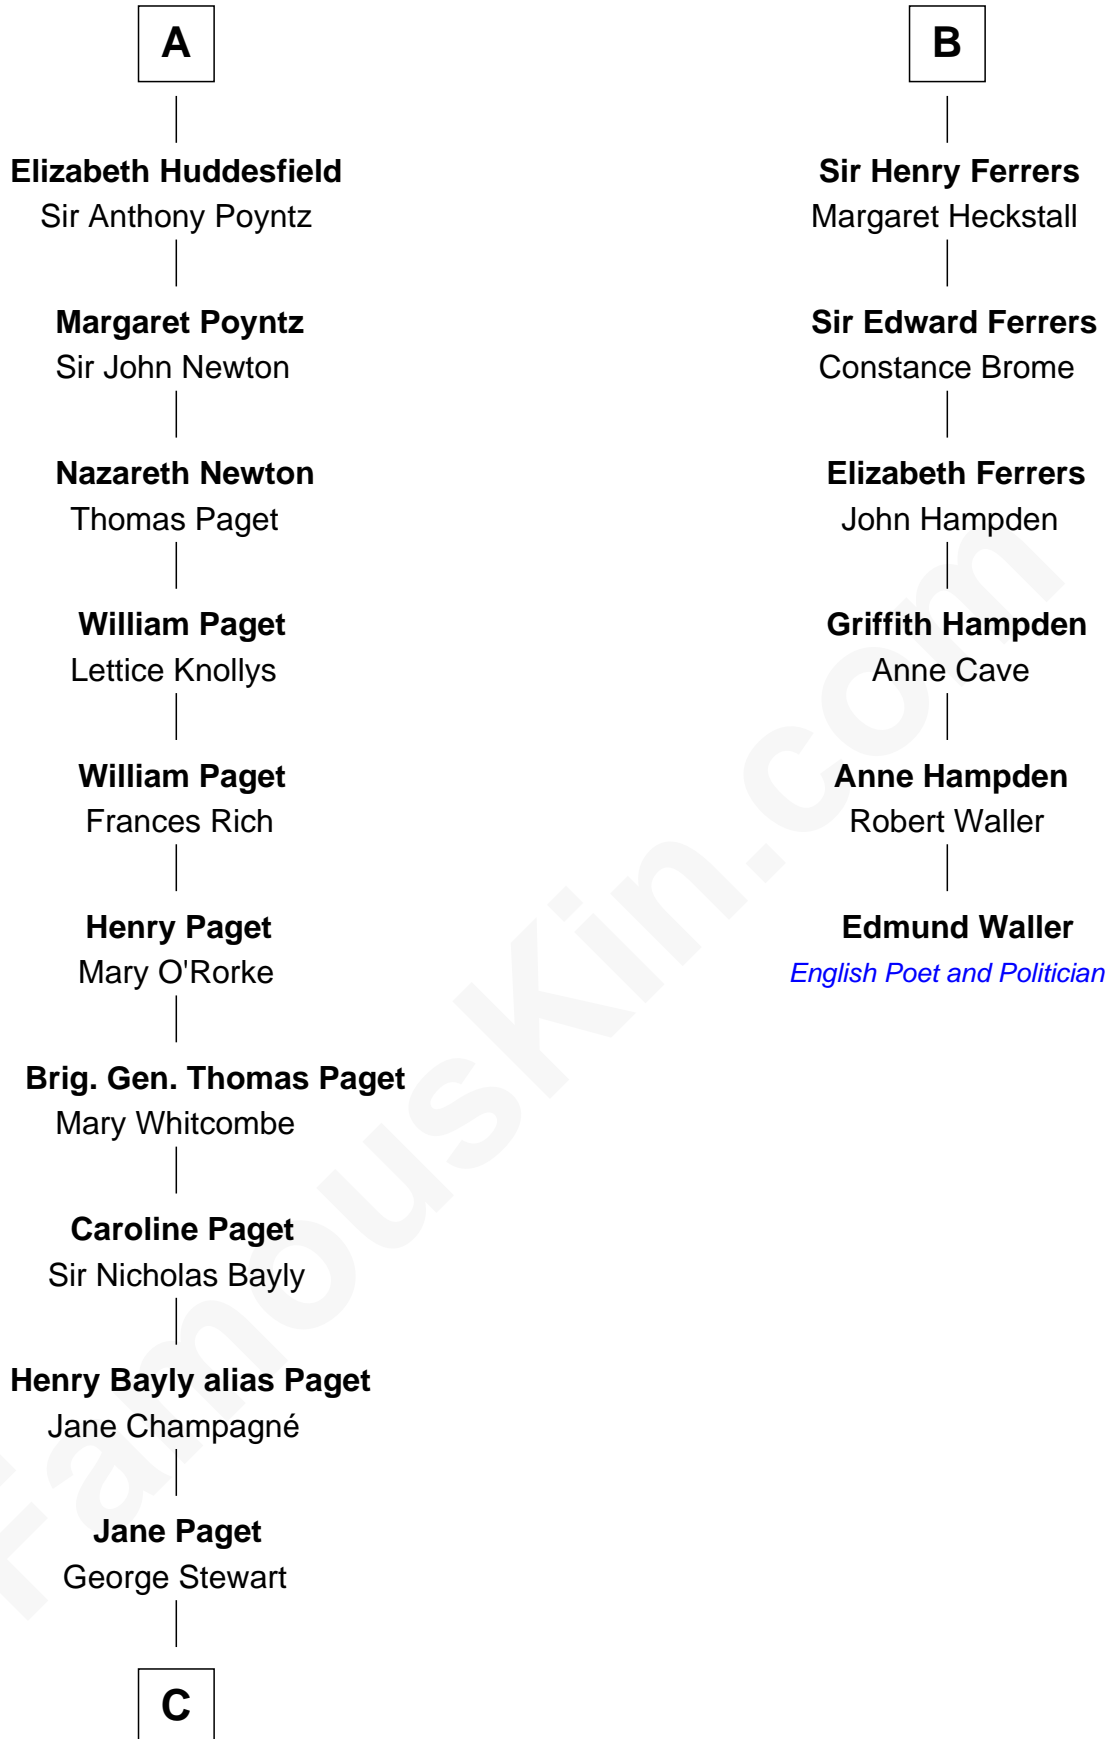 A
Elizabeth Huddesfield
Sir Anthony Poyntz
Margaret Poyntz
Sir John Newton
Nazareth Newton
Thomas Paget
William Paget
Lettice Knollys
William Paget
Frances Rich
Henry Paget
Mary O'Rorke
Brig. Gen. Thomas Paget
Mary Whitcombe
Caroline Paget
Sir Nicholas Bayly
Henry Bayly alias Paget
Jane Champagné
Jane Paget
George Stewart
C
B
Sir Henry Ferrers
Margaret Heckstall
Sir Edward Ferrers
Constance Brome
Elizabeth Ferrers
John Hampden
Griffith Hampden
Anne Cave
Anne Hampden
Robert Waller
Edmund Waller
English Poet and Politician
FamousKin.com